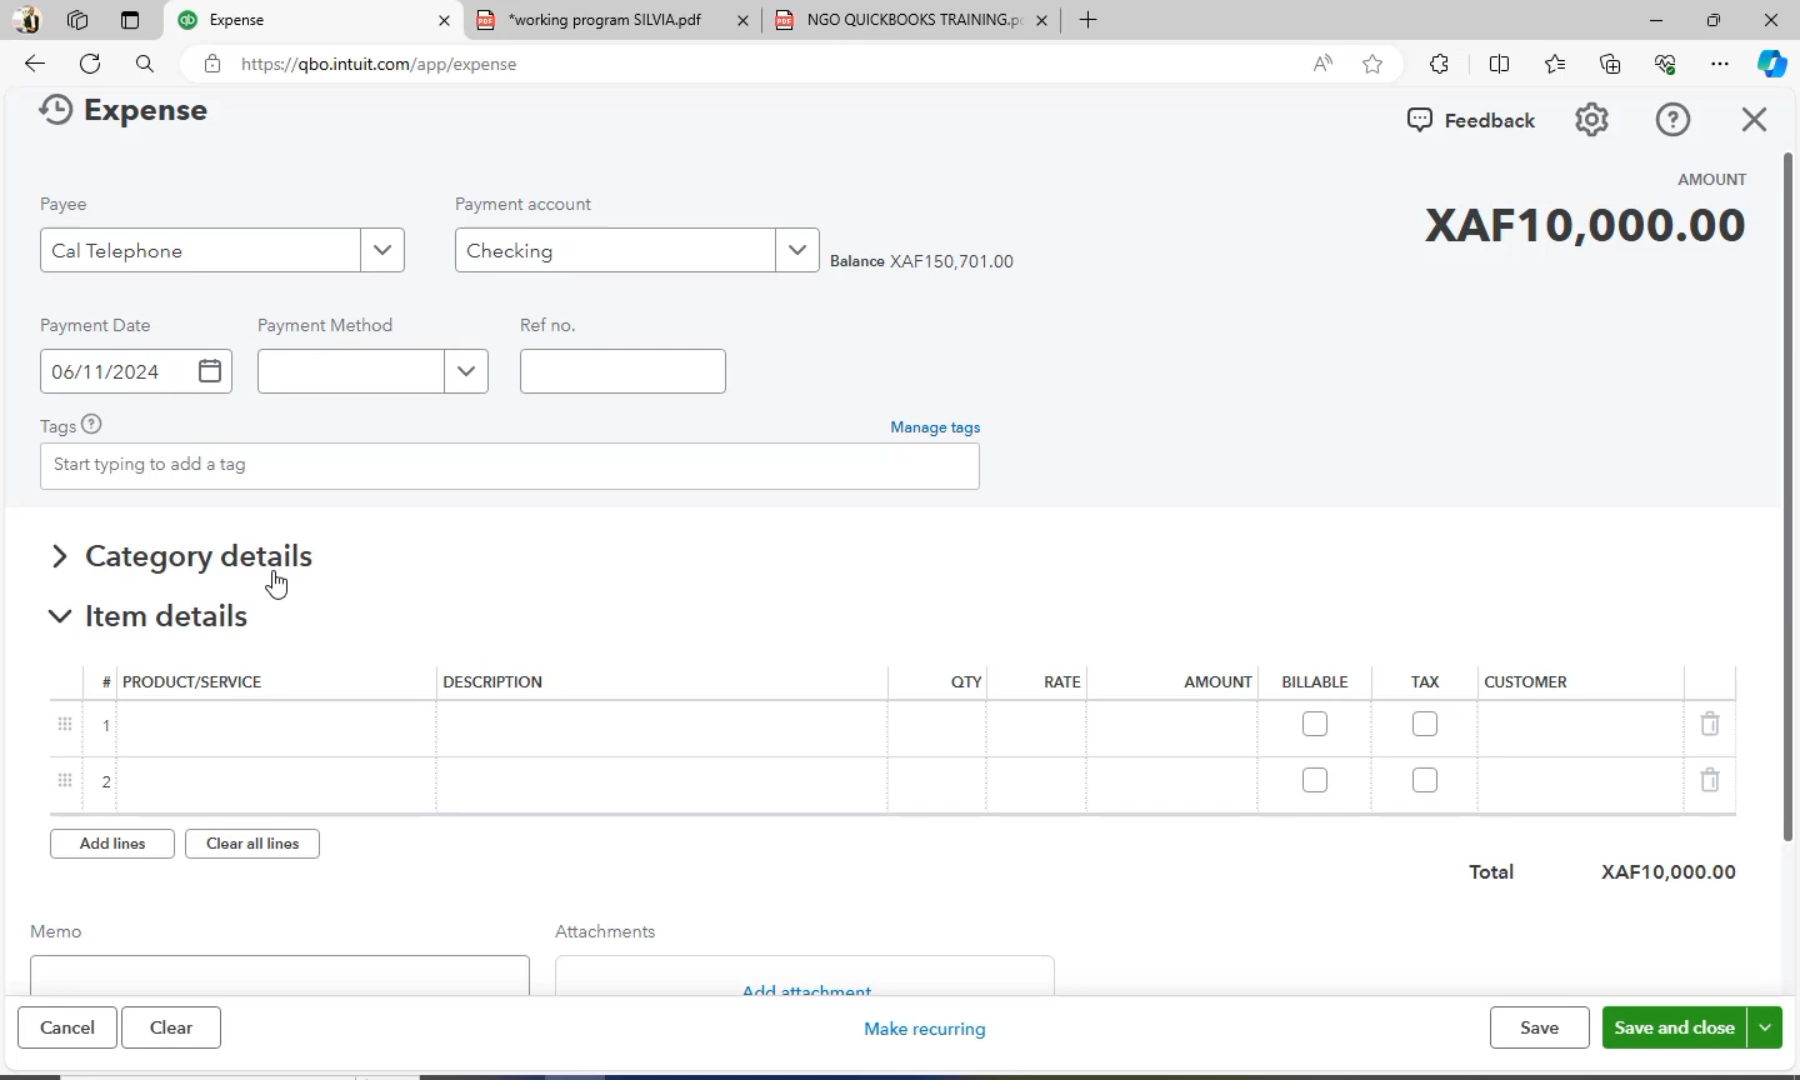 Expense
*working program SILVIA.pdf
NGO QUICKBOOKS TRAINING.p
https://qbo.intuit.com/app/expense
Expense
Feedback
AMOUNT
XAF10,000.00
Payee
Payment account
Cal Telephone
Checking
Balance XAF150,701.00
Payment Date
Payment Method
Ref no.
06/11/2024
Tags
Manage tags
Start typing to add a tag
Category details
Item details
# PRODUCT/SERVICE DESCRIPTION QTY RATE AMOUNT BILLABLE TAX CUSTOMER
1
2
Add lines
Clear all lines
Total XAF10,000.00
Memo
Attachments
Add attachment
Cancel
Clear
Make recurring
Save
Save and close